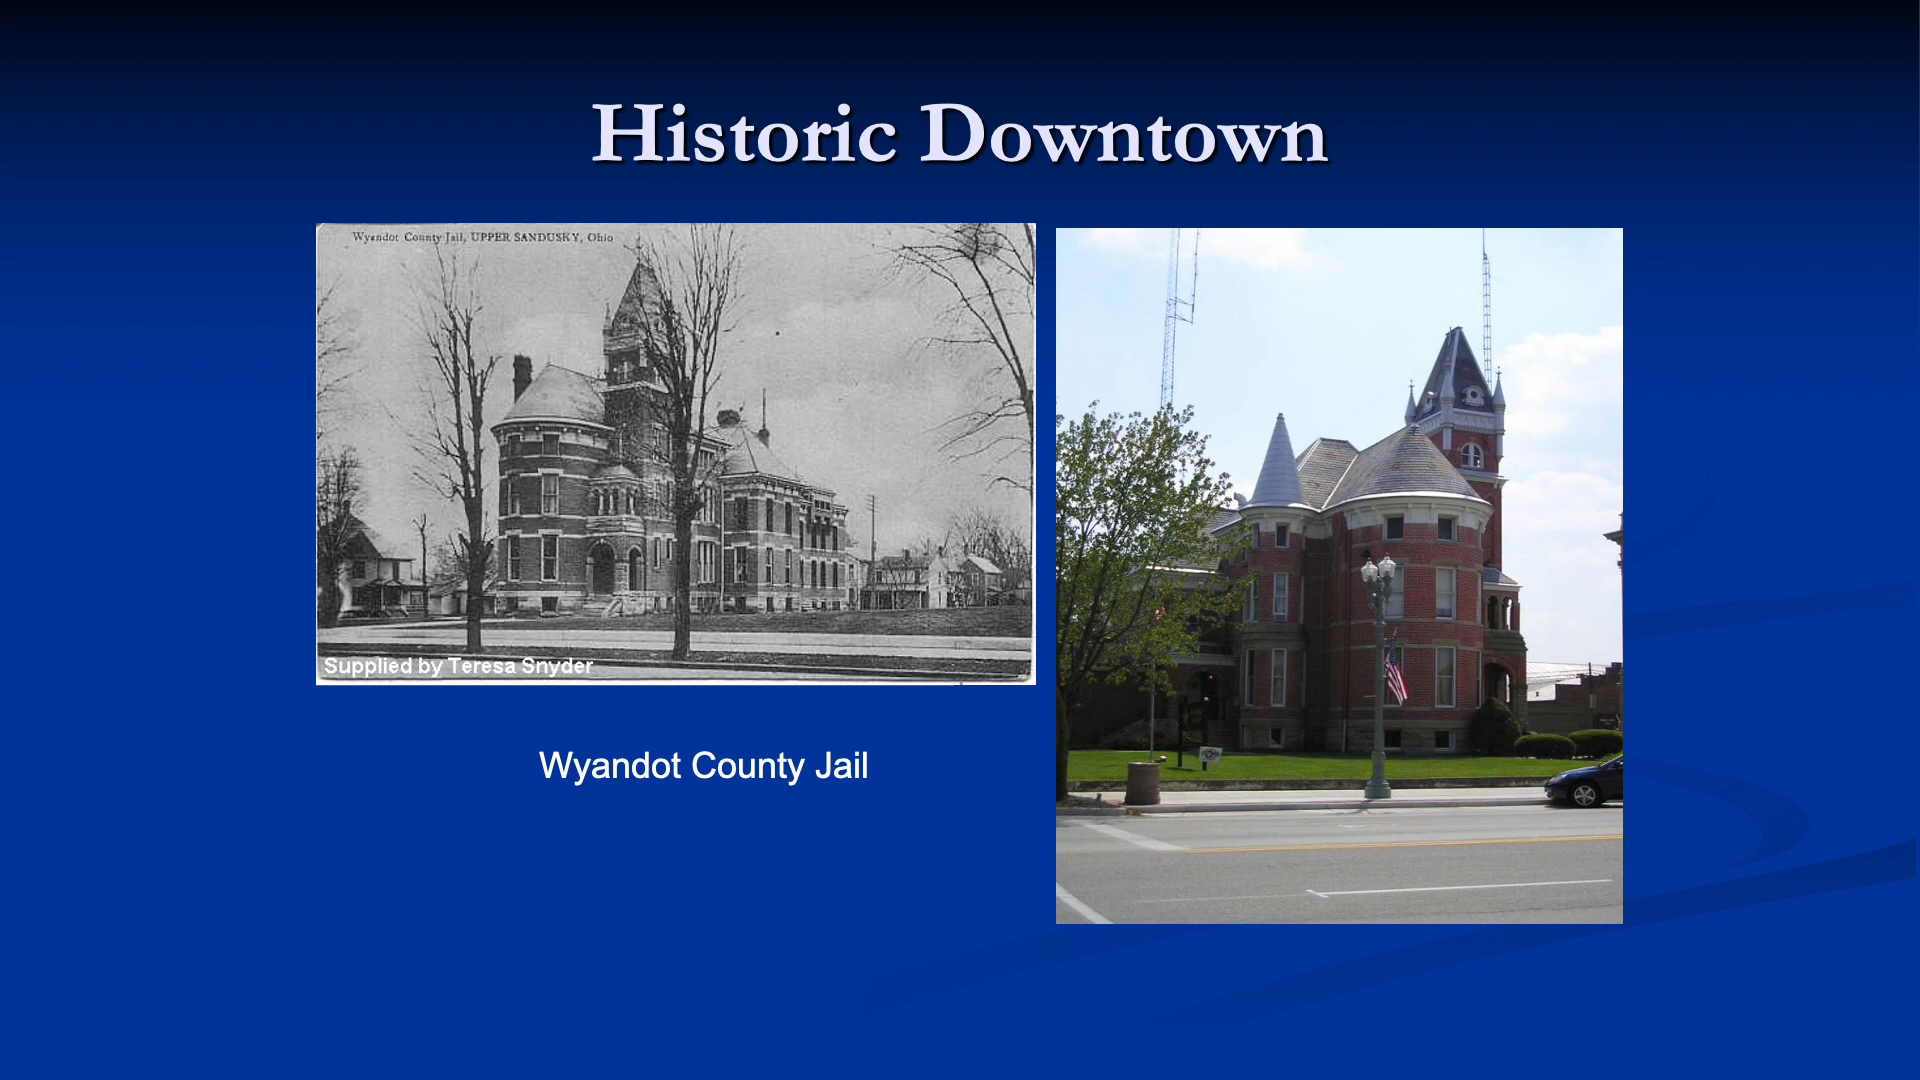 Historic Downtown
Wyandot County Jail, UPPER SANDUSKY, Ohio
Supplied by Teresa Snyder
Wyandot County Jail